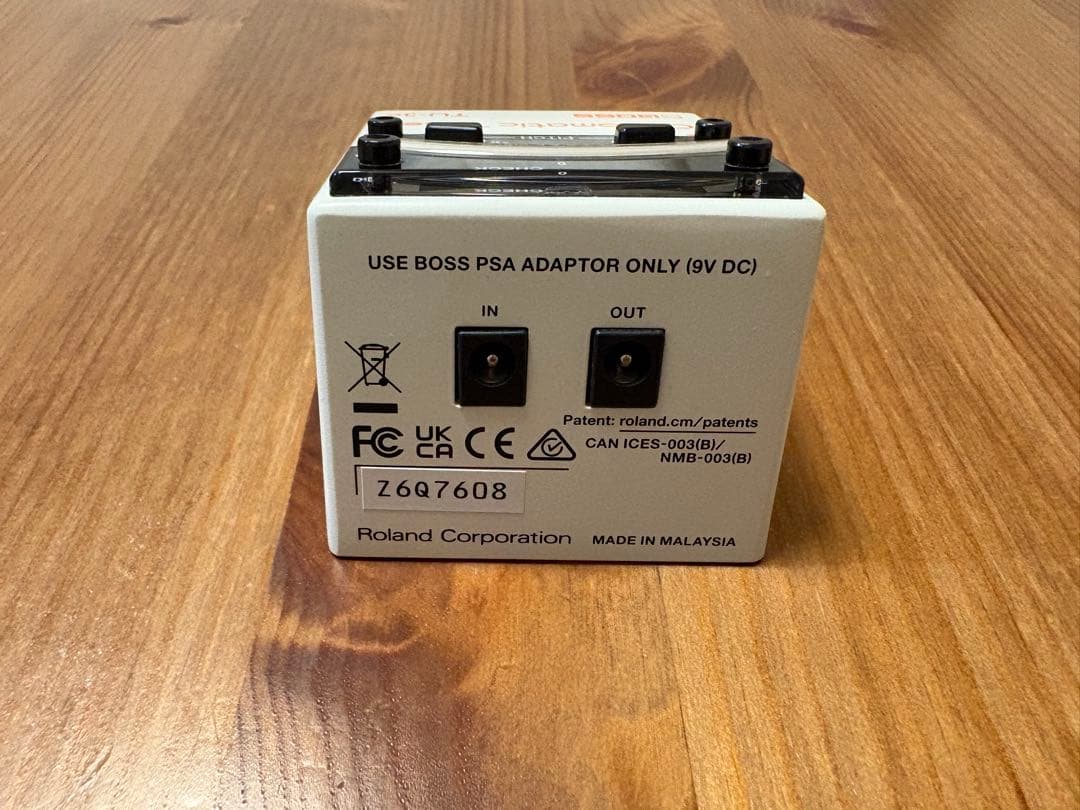 BOSS
USE BOSS PSA ADAPTOR ONLY (9V DC)
IN
OUT
Patent: roland.cm/patents
FC
UK
CA
CE
CAN ICES-003(B)/
NMB-003(B)
Z6Q7608
Roland Corporation
MADE IN MALAYSIA